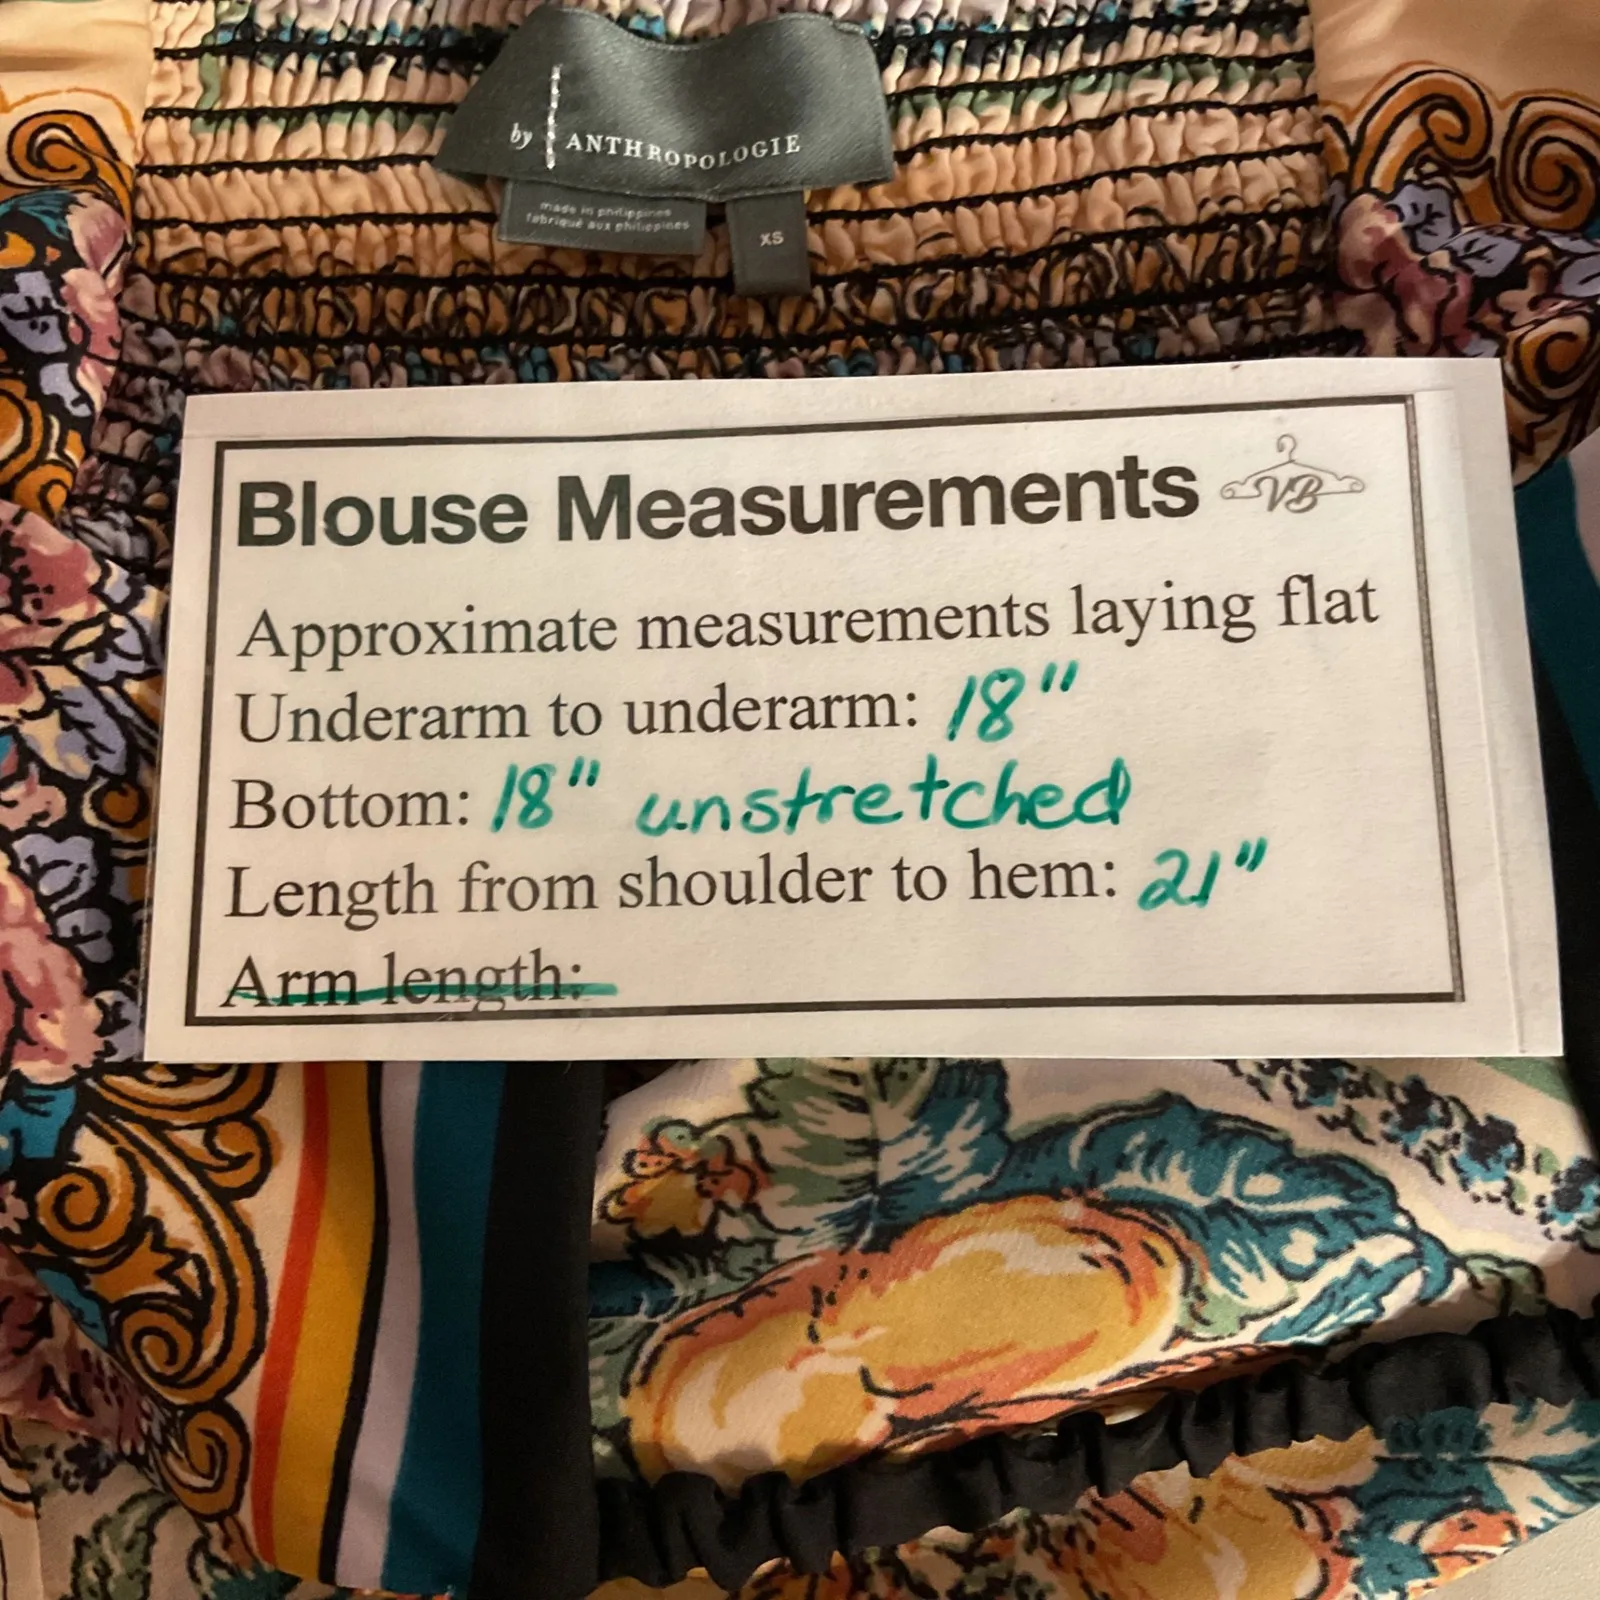 by ANTHROPOLOGIE
made in philippines
fabriqué aux philippines
XS
Blouse Measurements VB
Approximate measurements laying flat
Underarm to underarm: 18"
Bottom: 18" unstretched
Length from shoulder to hem: 21"
Arm length: